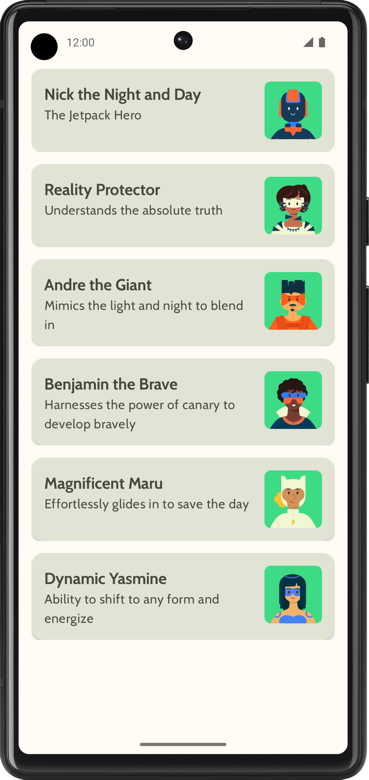 12:00
Nick the Night and Day
The Jetpack Hero
Reality Protector
Understands the absolute truth
Andre the Giant
Mimics the light and night to blend
in
Benjamin the Brave
Harnesses the power of canary to
develop bravely
Magnificent Maru
Effortlessly glides in to save the day
Dynamic Yasmine
Ability to shift to any form and
energize